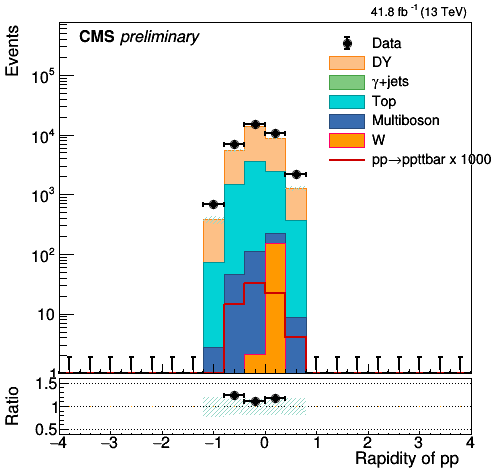 41.8 fb⁻¹ (13 TeV)
Events
CMS preliminary
Data
DY
γ+jets
Top
Multiboson
W
pp→ppttbar x 1000
10⁵
10⁴
10³
10²
10
1
Ratio
1.5
1
0.5
−4 −3 −2 −1 0 1 2 3 4
Rapidity of pp